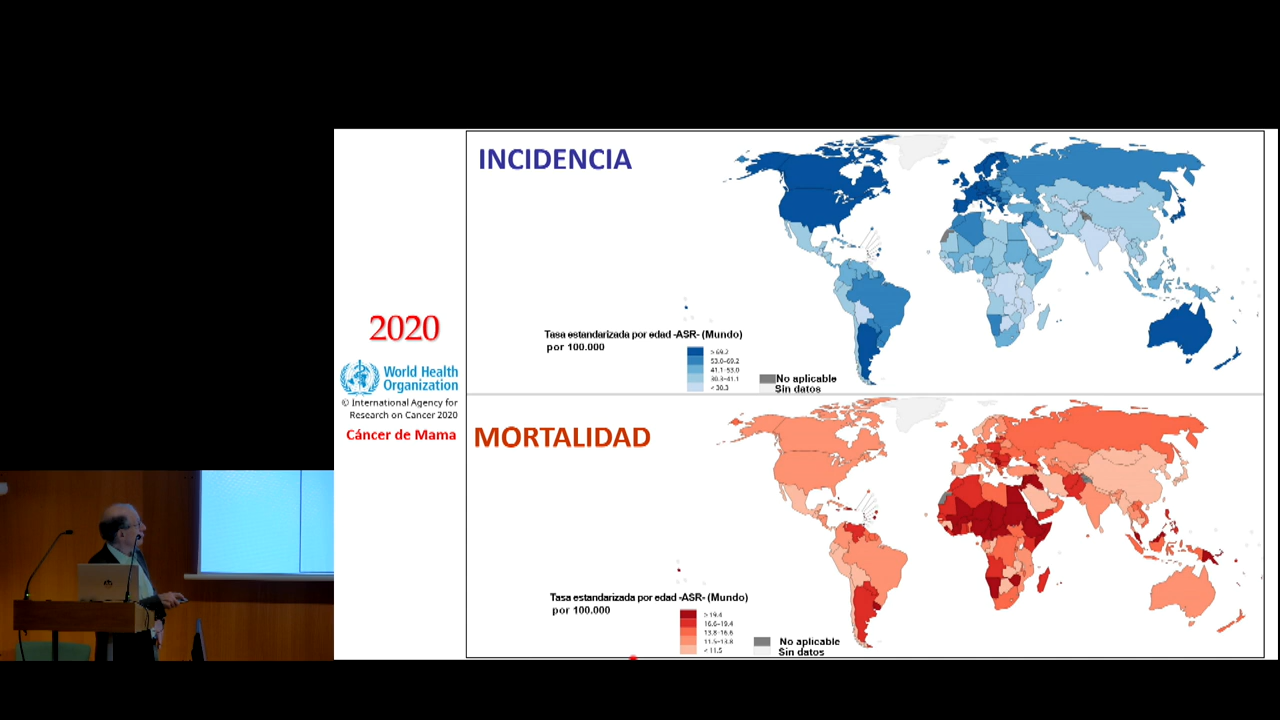 INCIDENCIA
2020
World Health
Organization
© International Agency for
Research on Cancer 2020
Cáncer de Mama
Tasa estandarizada por edad -ASR- (Mundo)
por 100.000
> 69.2
53.0–69.2
41.1–53.0
30.3–41.1
< 30.3
No aplicable
Sin datos
MORTALIDAD
Tasa estandarizada por edad -ASR- (Mundo)
por 100.000
> 19.4
16.6–19.4
13.8–16.6
11.5–13.8
< 11.5
No aplicable
Sin datos